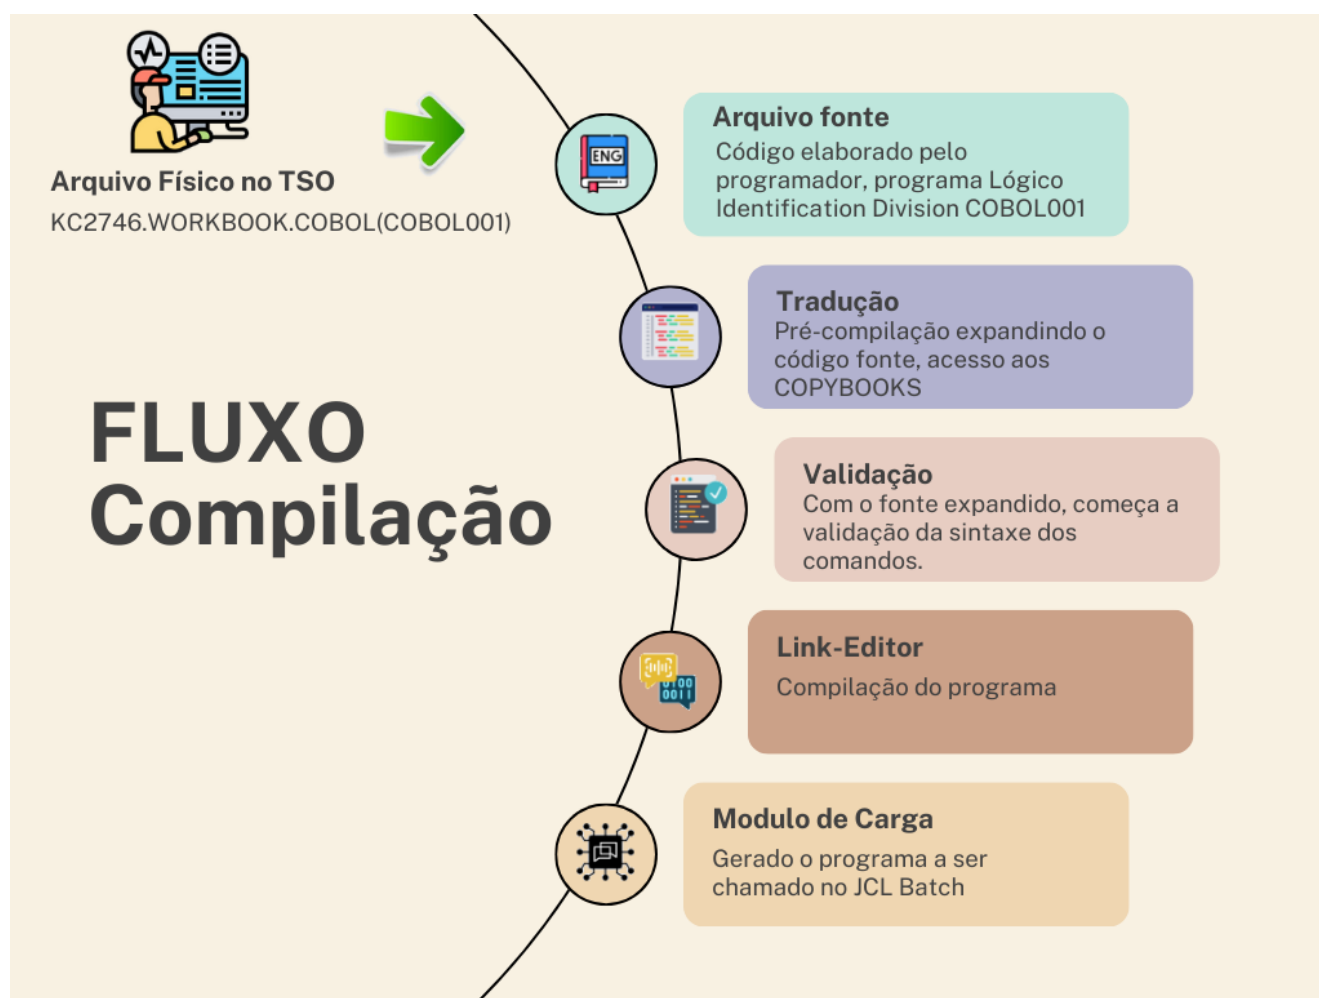 Arquivo Físico no TSO
KC2746.WORKBOOK.COBOL(COBOL001)
FLUXO
Compilação
ENG
Arquivo fonte
Código elaborado pelo
programador, programa Lógico
Identification Division COBOL001
Tradução
Pré-compilação expandindo o
código fonte, acesso aos
COPYBOOKS
Validação
Com o fonte expandido, começa a
validação da sintaxe dos
comandos.
0100
0011
Link-Editor
Compilação do programa
Modulo de Carga
Gerado o programa a ser
chamado no JCL Batch